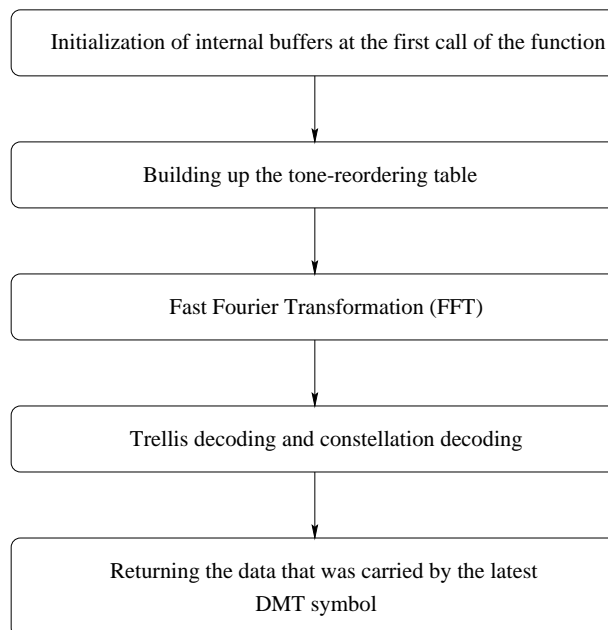 Initialization of internal buffers at the first call of the function
Building up the tone-reordering table
Fast Fourier Transformation (FFT)
Trellis decoding and constellation decoding
Returning the data that was carried by the latest
DMT symbol